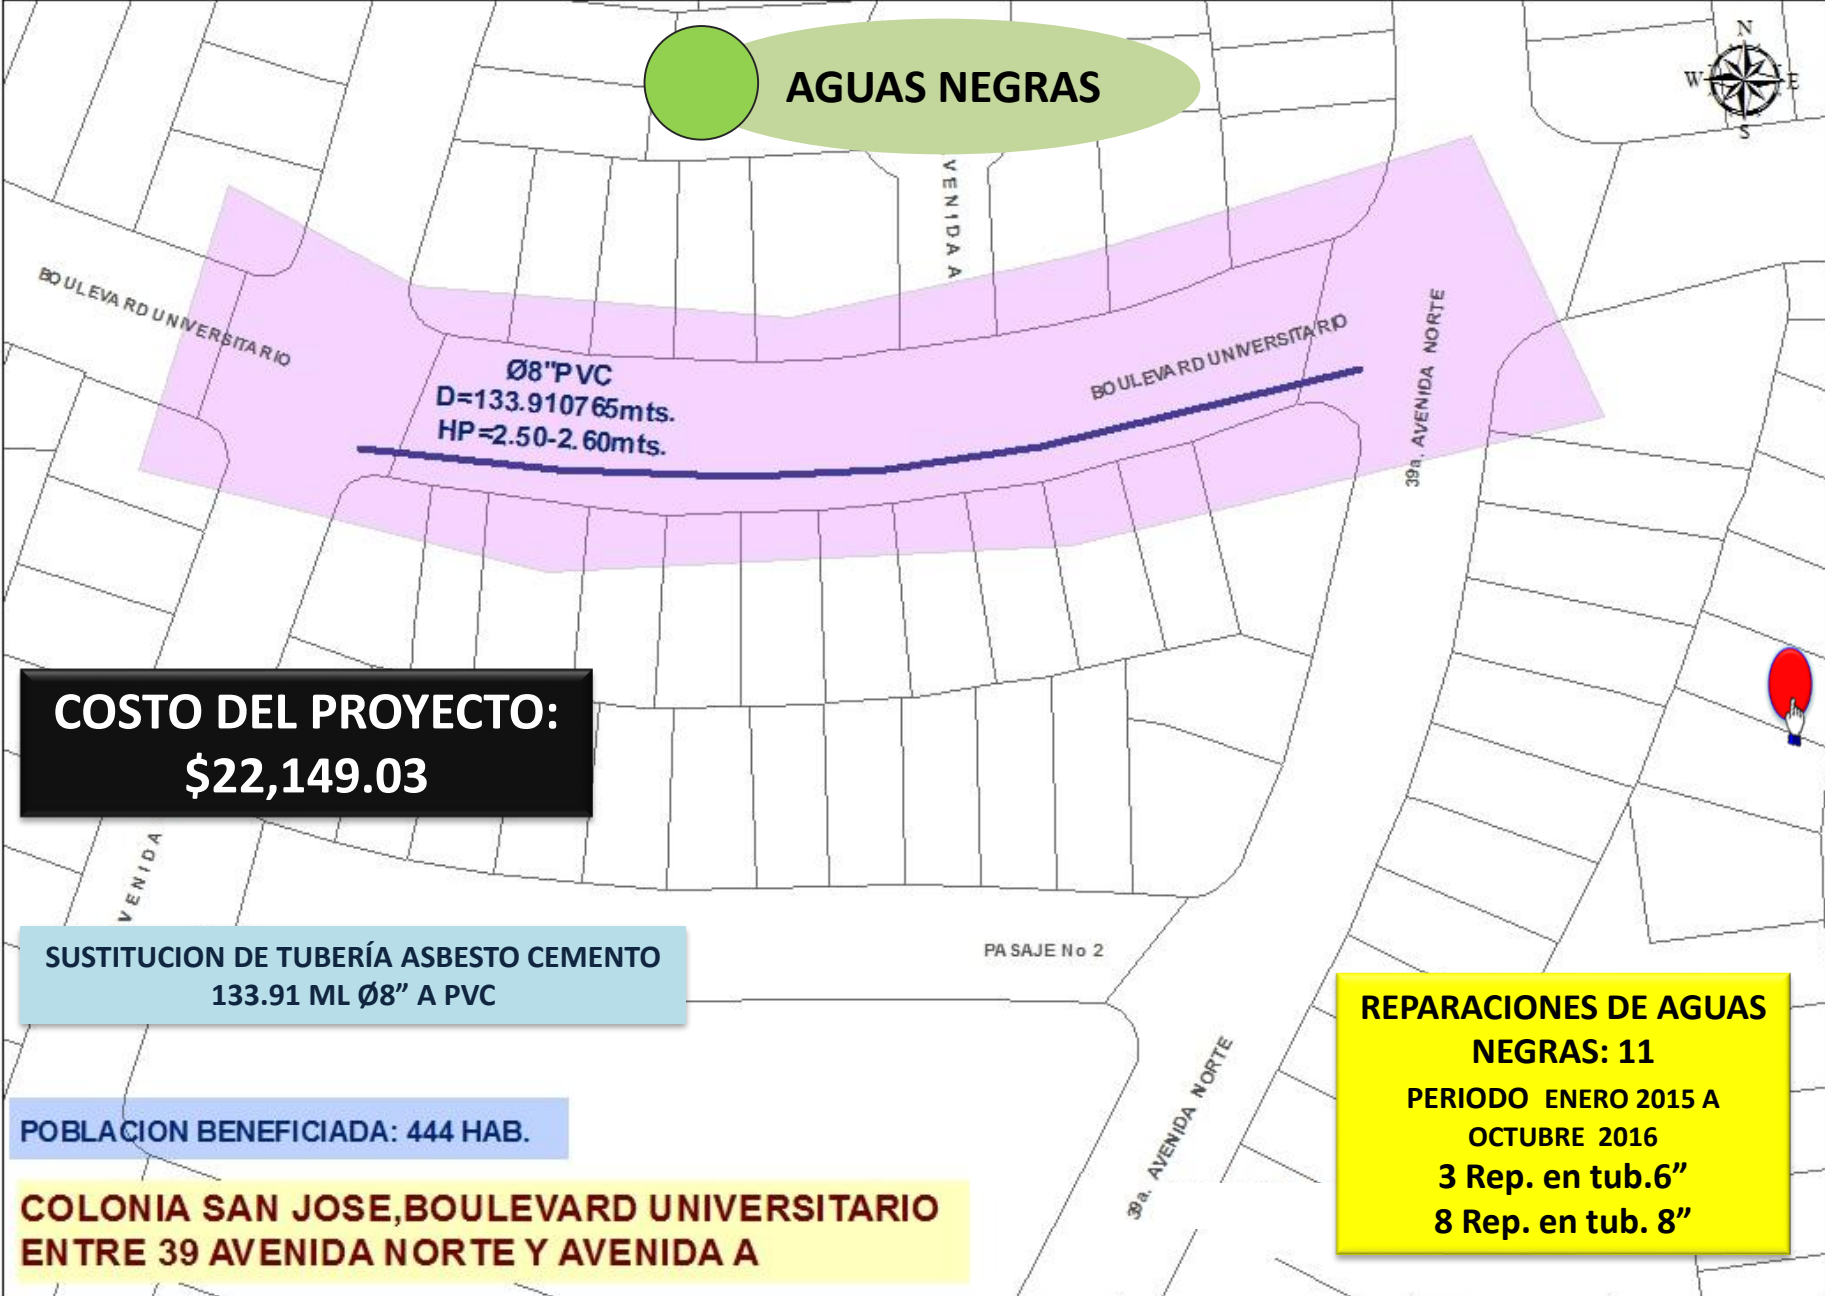 AGUAS NEGRAS
N
W
E
S
VENIDA A
BOULEVARD UNIVERSITARIO
Ø8"PVC
D=133.910765mts.
HP=2.50-2.60mts.
BOULEVARD UNIVERSITARIO
39a. AVENIDA NORTE
COSTO DEL PROYECTO:
$22,149.03
VENIDA
SUSTITUCION DE TUBERÍA ASBESTO CEMENTO
133.91 ML Ø8” A PVC
PASAJE No 2
39a. AVENIDA NORTE
REPARACIONES DE AGUAS
NEGRAS: 11
PERIODO ENERO 2015 A
OCTUBRE 2016
3 Rep. en tub.6”
8 Rep. en tub. 8”
POBLACION BENEFICIADA: 444 HAB.
COLONIA SAN JOSE,BOULEVARD UNIVERSITARIO
ENTRE 39 AVENIDA NORTE Y AVENIDA A